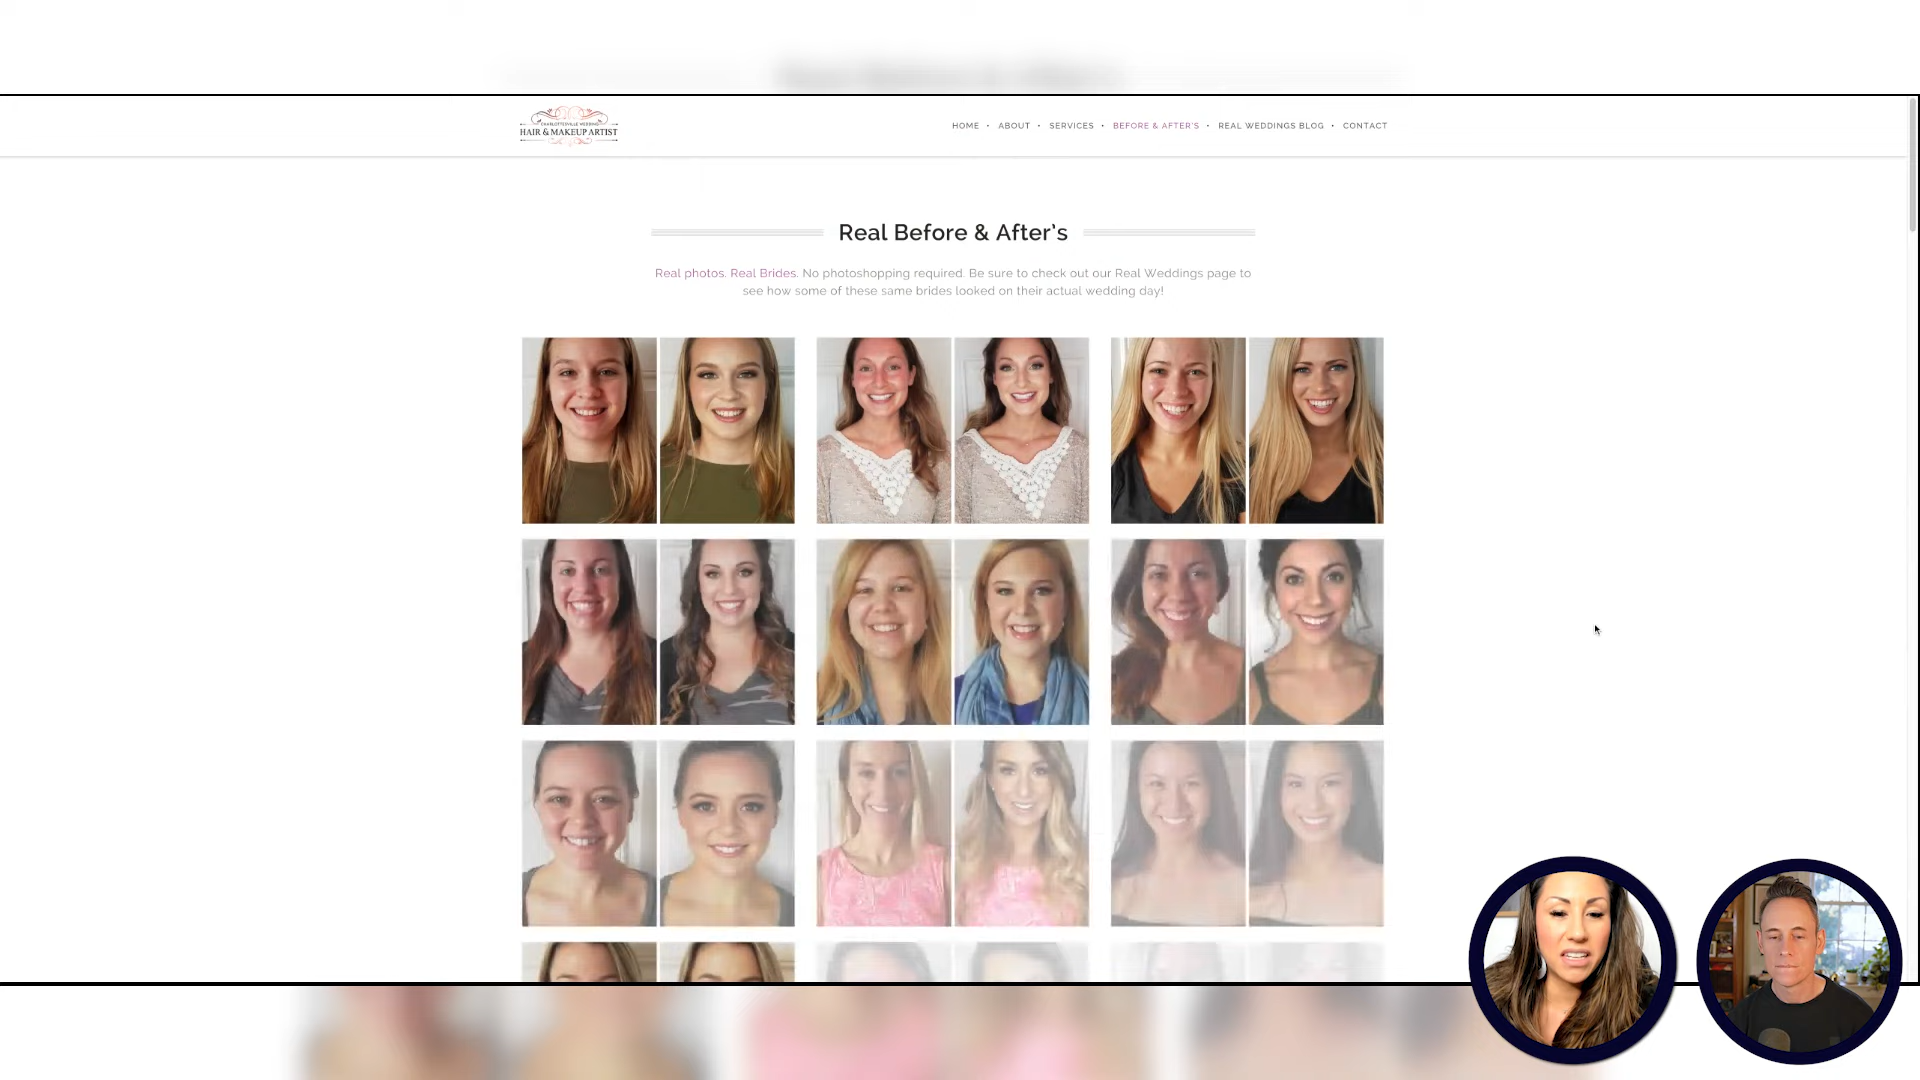 CHARLOTTESVILLE WEDDING
HAIR & MAKEUP ARTIST
HOME • ABOUT • SERVICES • BEFORE & AFTER'S • REAL WEDDINGS BLOG • CONTACT
Real Before & After's
Real photos. Real Brides. No photoshopping required. Be sure to check out our Real Weddings page to
see how some of these same brides looked on their actual wedding day!